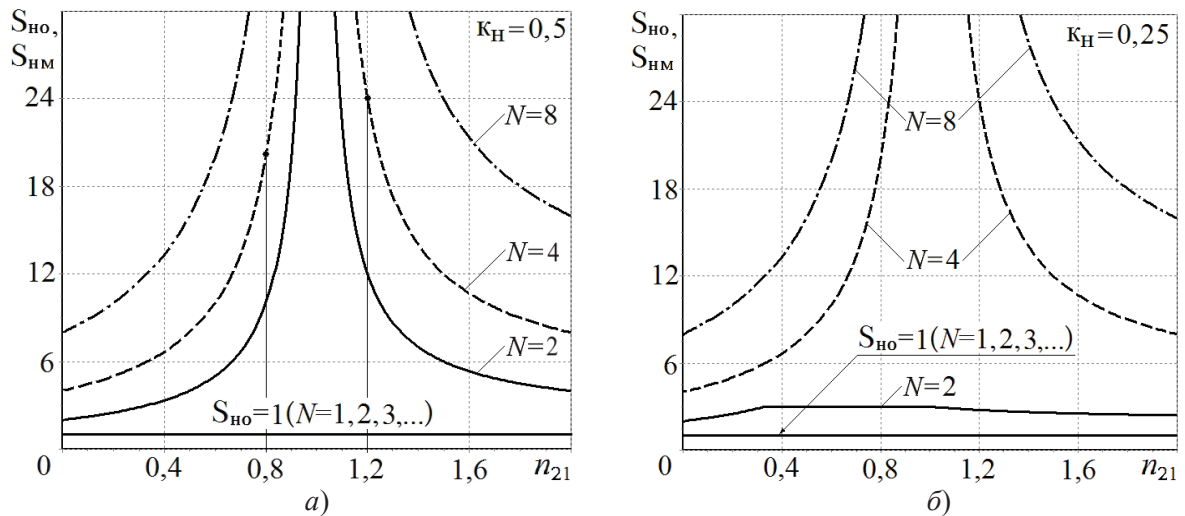 Sно,
Sнм
кн=0,5
24
18
12
6
0
N=8
N=4
N=2
Sно=1(N=1,2,3,...)
0,4
0,8
1,2
1,6
n21
а)
Sно,
Sнм
кн=0,25
24
18
12
6
0
N=8
N=4
Sно=1(N=1,2,3,...)
N=2
0,4
0,8
1,2
1,6
n21
б)